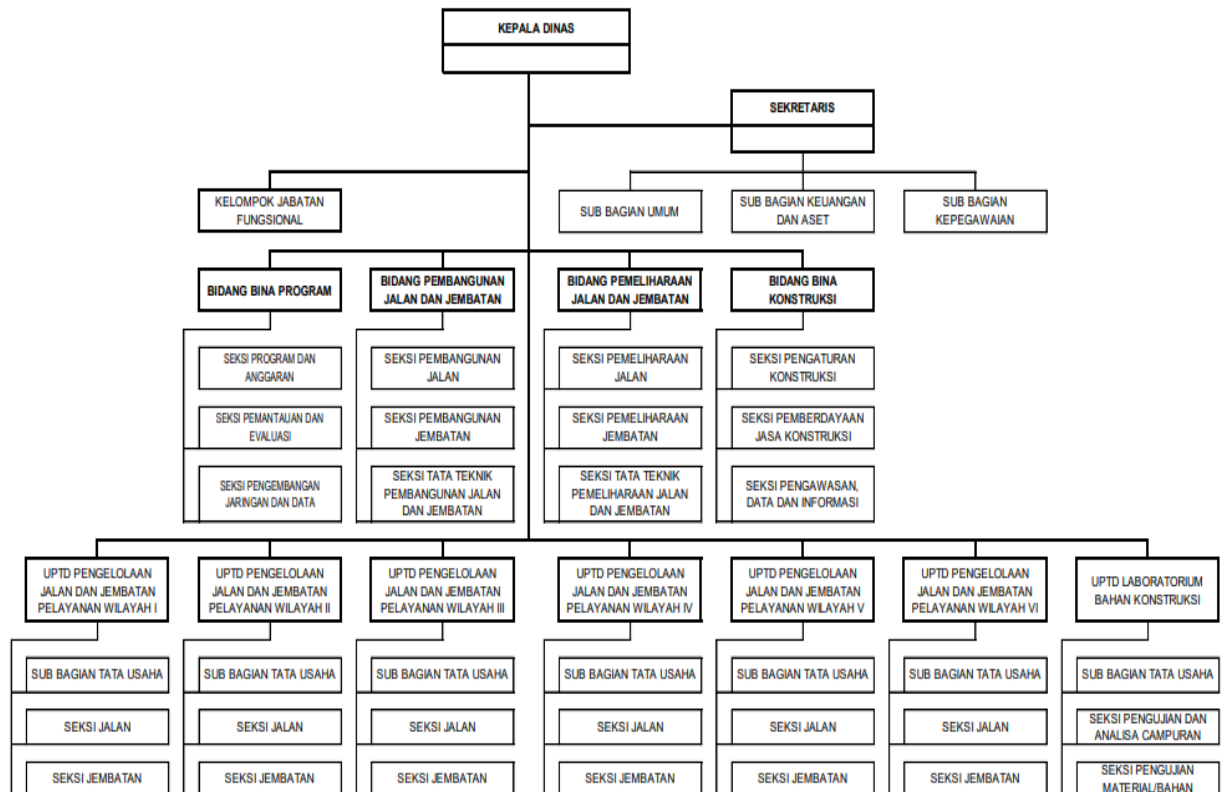 KEPALA DINAS
SEKRETARIS
KELOMPOK JABATAN
FUNGSIONAL
SUB BAGIAN UMUM
SUB BAGIAN KEUANGAN
DAN ASET
SUB BAGIAN
KEPEGAWAIAN
BIDANG BINA PROGRAM
BIDANG PEMBANGUNAN
JALAN DAN JEMBATAN
BIDANG PEMELIHARAAN
JALAN DAN JEMBATAN
BIDANG BINA
KONSTRUKSI
SEKSI PROGRAM DAN
ANGGARAN
SEKSI PEMBANGUNAN
JALAN
SEKSI PEMELIHARAAN
JALAN
SEKSI PENGATURAN
KONSTRUKSI
SEKSI PEMANTAUAN DAN
EVALUASI
SEKSI PEMBANGUNAN
JEMBATAN
SEKSI PEMELIHARAAN
JEMBATAN
SEKSI PEMBERDAYAAN
JASA KONSTRUKSI
SEKSI PENGEMBANGAN
JARINGAN DAN DATA
SEKSI TATA TEKNIK
PEMBANGUNAN JALAN
DAN JEMBATAN
SEKSI TATA TEKNIK
PEMELIHARAAN JALAN
DAN JEMBATAN
SEKSI PENGAWASAN,
DATA DAN INFORMASI
UPTD PENGELOLAAN
JALAN DAN JEMBATAN
PELAYANAN WILAYAH I
UPTD PENGELOLAAN
JALAN DAN JEMBATAN
PELAYANAN WILAYAH II
UPTD PENGELOLAAN
JALAN DAN JEMBATAN
PELAYANAN WILAYAH III
UPTD PENGELOLAAN
JALAN DAN JEMBATAN
PELAYANAN WILAYAH IV
UPTD PENGELOLAAN
JALAN DAN JEMBATAN
PELAYANAN WILAYAH V
UPTD PENGELOLAAN
JALAN DAN JEMBATAN
PELAYANAN WILAYAH VI
UPTD LABORATORIUM
BAHAN KONSTRUKSI
SUB BAGIAN TATA USAHA
SUB BAGIAN TATA USAHA
SUB BAGIAN TATA USAHA
SUB BAGIAN TATA USAHA
SUB BAGIAN TATA USAHA
SUB BAGIAN TATA USAHA
SUB BAGIAN TATA USAHA
SEKSI JALAN
SEKSI JALAN
SEKSI JALAN
SEKSI JALAN
SEKSI JALAN
SEKSI JALAN
SEKSI PENGUJIAN DAN
ANALISA CAMPURAN
SEKSI JEMBATAN
SEKSI JEMBATAN
SEKSI JEMBATAN
SEKSI JEMBATAN
SEKSI JEMBATAN
SEKSI JEMBATAN
SEKSI PENGUJIAN
MATERIAL/BAHAN